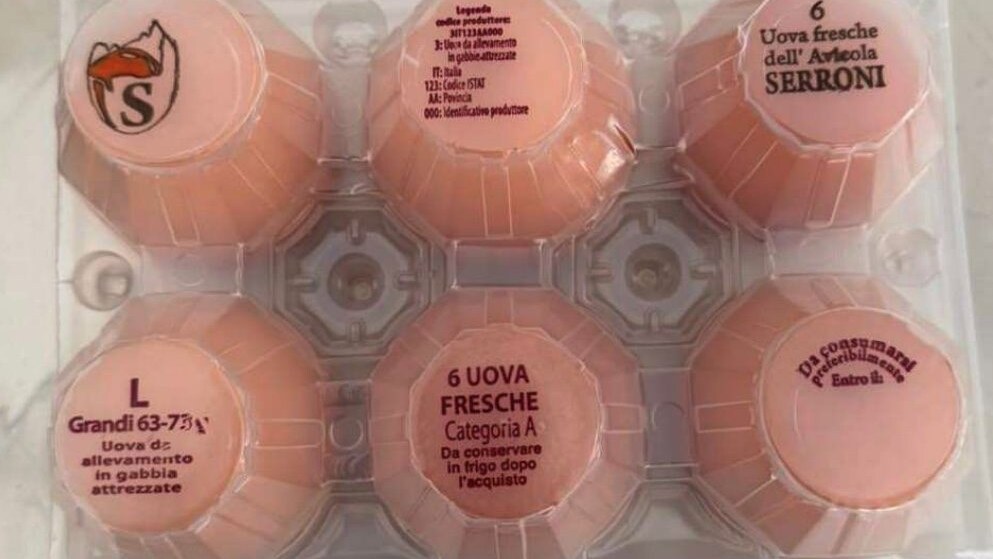 S
Legenda
codice produttore:
3IT123AA000
3: Uova da allevamento
in gabbie attrezzate
IT: Italia
123: Codice ISTAT
AA: Povincia
000: Identificativo produttore
6
Uova fresche
dell' Avicola
SERRONI
L
Grandi 63-73
Uova da
allevamento
in gabbia
attrezzate
6 UOVA
FRESCHE
Categoria A
Da conservare
in frigo dopo
l'acquisto
Da consumarsi
preferibilmente
Entro il: